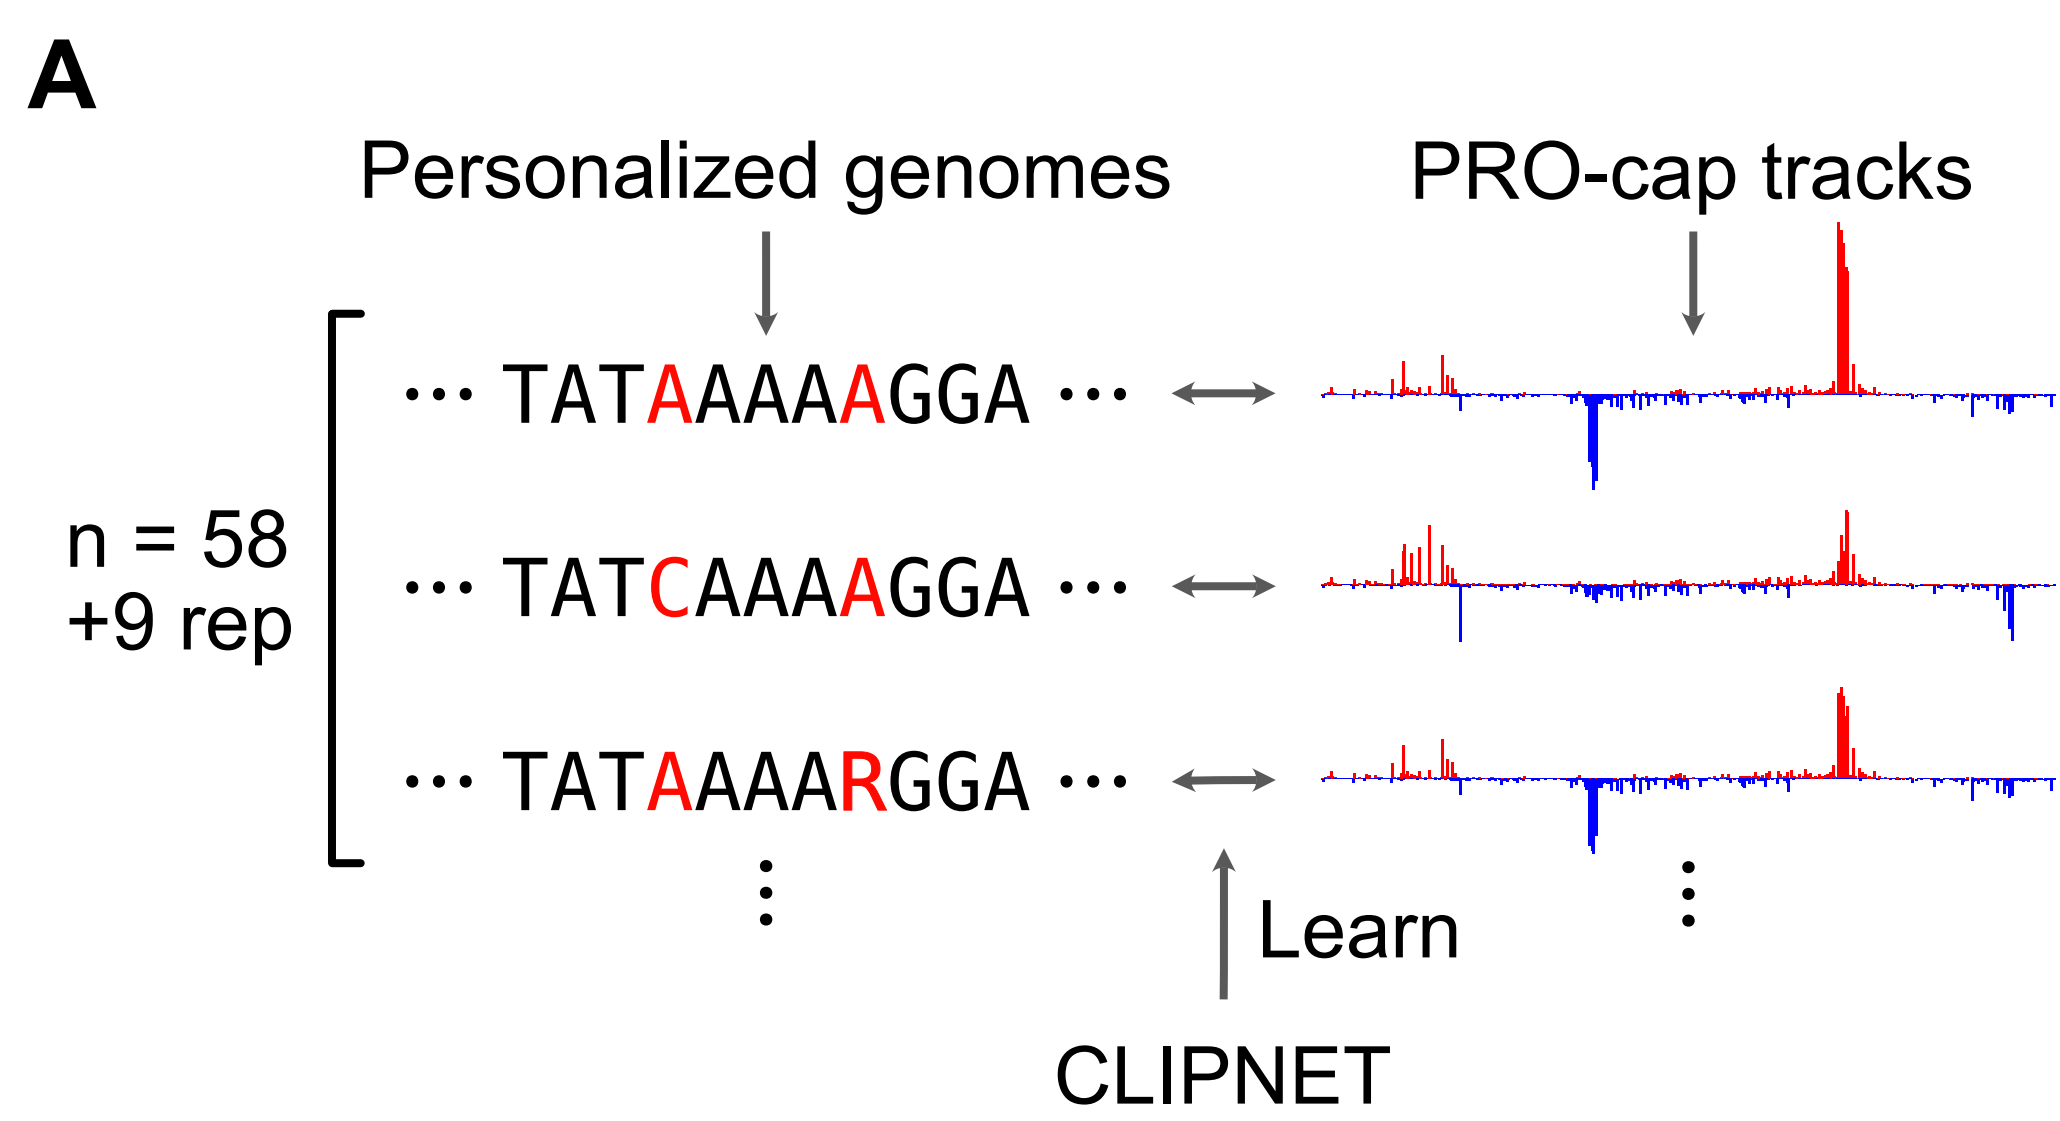 A
Personalized genomes
PRO-cap tracks
··· TATAAAAAGGA ···
n = 58
+9 rep
··· TATCAAAAGGA ···
··· TATAAAARGGA ···
Learn
CLIPNET